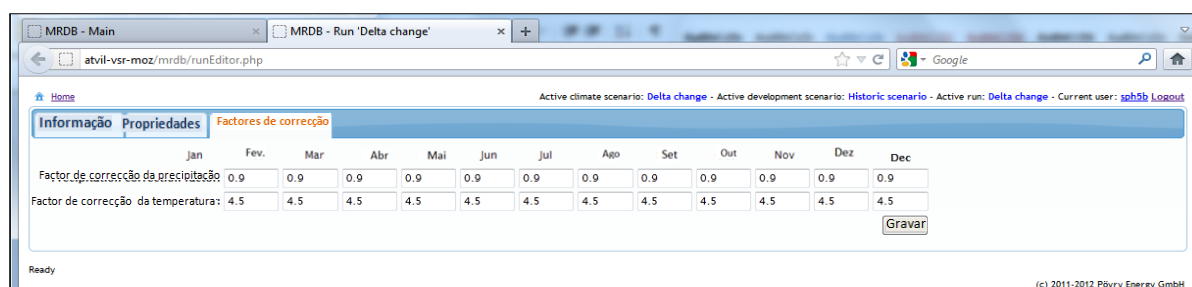 MRDB - Main × MRDB - Run 'Delta change' × +
atvil-vsr-moz/mrdb/runEditor.php Google
Home Active climate scenario: Delta change - Active development scenario: Historic scenario - Active run: Delta change - Current user: sph5b Logout
Informação Propriedades Factores de correcção
Jan Fev. Mar Abr Mai Jun Jul Ago Set Out Nov Dez Dec
Factor de correcção da precipitação 0.9 0.9 0.9 0.9 0.9 0.9 0.9 0.9 0.9 0.9 0.9 0.9
Factor de correcção da temperatura: 4.5 4.5 4.5 4.5 4.5 4.5 4.5 4.5 4.5 4.5 4.5 4.5
Gravar
Ready
(c) 2011-2012 Pöyry Energy GmbH